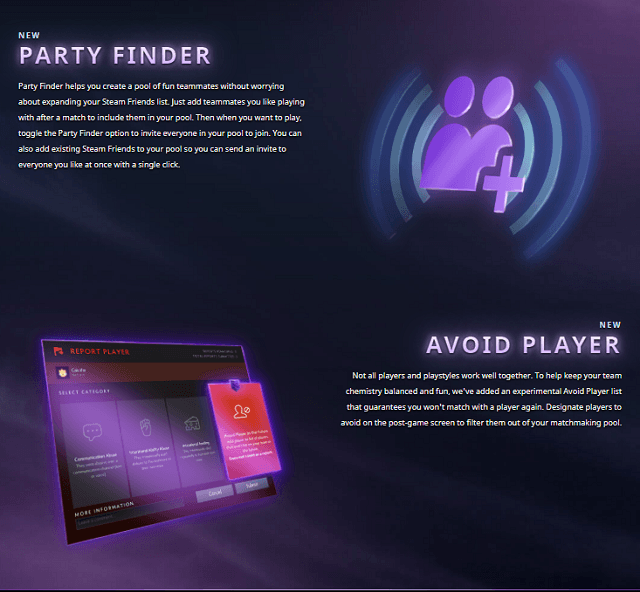 NEW
PARTY FINDER
Party Finder helps you create a pool of fun teammates without worrying
about expanding your Steam Friends list. Just add teammates you like playing
with after a match to include them in your pool. Then when you want to play,
toggle the Party Finder option to invite everyone in your pool to join. You can
also add existing Steam Friends to your pool so you can send an invite to
everyone you like at once with a single click.
NEW
AVOID PLAYER
Not all players and playstyles work well together. To help keep your team
chemistry balanced and fun, we've added an experimental Avoid Player list
that guarantees you won't match with a player again. Designate players to
avoid on the post-game screen to filter them out of your matchmaking pool.
REPORT PLAYER
SELECT CATEGORY
Communication Abuse
MORE INFORMATION
Cancel
Submit